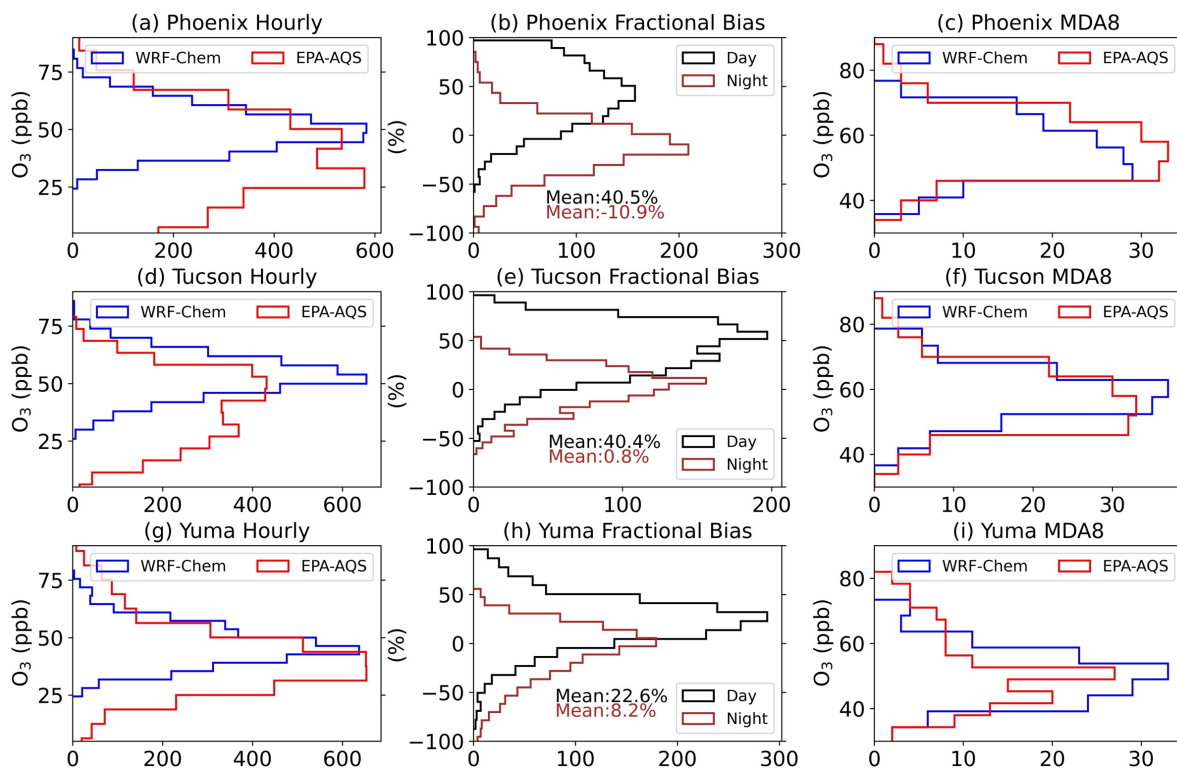 (a) Phoenix Hourly
(b) Phoenix Fractional Bias
(c) Phoenix MDA8
O₃ (ppb)
75
50
25
WRF-Chem
EPA-AQS
0
200
400
600
(%)
100
50
0
−50
−100
Day
Night
Mean:40.5%
Mean:-10.9%
0
100
200
300
O₃ (ppb)
80
60
40
WRF-Chem
EPA-AQS
0
10
20
30
(d) Tucson Hourly
(e) Tucson Fractional Bias
(f) Tucson MDA8
O₃ (ppb)
75
50
25
WRF-Chem
EPA-AQS
0
200
400
600
(%)
100
50
0
−50
−100
Mean:40.4%
Mean:0.8%
Day
Night
0
100
200
O₃ (ppb)
80
60
40
WRF-Chem
EPA-AQS
0
10
20
30
(g) Yuma Hourly
(h) Yuma Fractional Bias
(i) Yuma MDA8
O₃ (ppb)
75
50
25
WRF-Chem
EPA-AQS
0
200
400
600
(%)
100
50
0
−50
−100
Mean:22.6%
Mean:8.2%
Day
Night
0
100
200
300
O₃ (ppb)
80
60
40
WRF-Chem
EPA-AQS
0
10
20
30